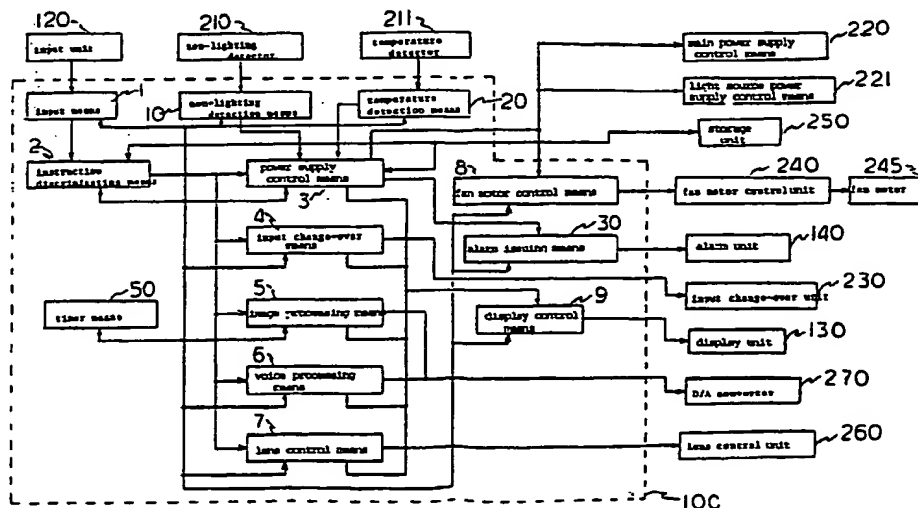 120
input unit
210
non-lighting
detector
211
temperature
detector
main power supply
control means
220
1
input means
10
non-lighting
detection means
temperature
detection means
20
light source power
supply control means
221
storage
unit
250
2
instruction
discriminating means
power supply
control means
3
8
fan motor control means
240
fan motor control unit
245
fan motor
4
input change-over
means
30
alarm issuing means
alarm unit
140
50
timer means
5
image processing means
9
display control
means
input change-over unit
230
display unit
130
6
voice processing
means
D/A converter
270
7
lens control means
Lens control unit
260
10C